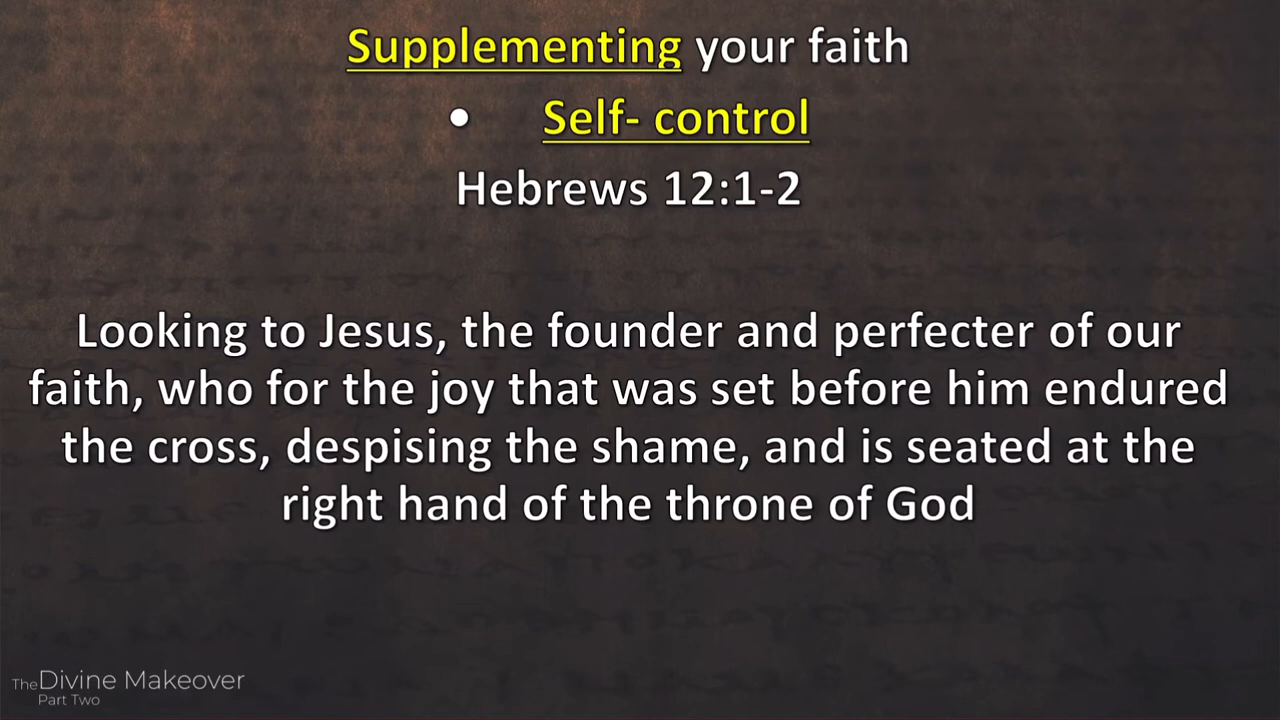 Supplementing your faith
• Self- control
Hebrews 12:1-2
Looking to Jesus, the founder and perfecter of our
faith, who for the joy that was set before him endured
the cross, despising the shame, and is seated at the
right hand of the throne of God
The Divine Makeover
Part Two